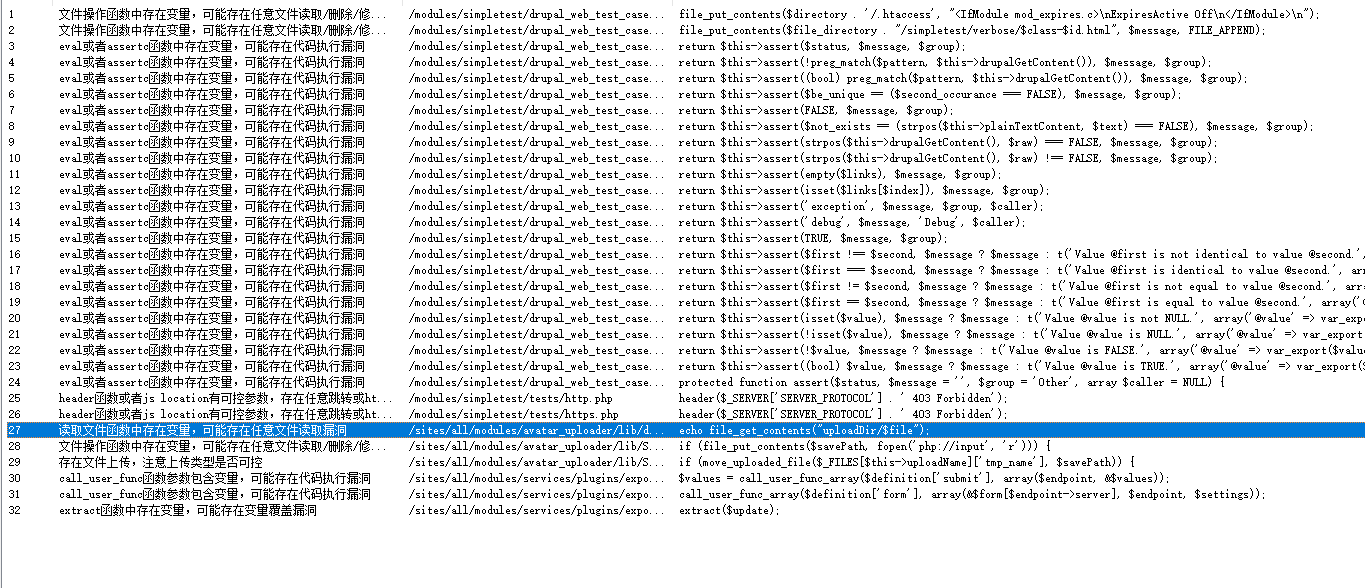 1 文件操作函数中存在变量，可能存在任意文件读取/删除/修... /modules/simpletest/drupal_web_test_case... file_put_contents($directory . '/.htaccess', "<IfModule mod_expires.c>\nExpiresActive Off\n</IfModule>\n");
2 文件操作函数中存在变量，可能存在任意文件读取/删除/修... /modules/simpletest/drupal_web_test_case... file_put_contents($file_directory . "/simpletest/verbose/$class-$id.html", $message, FILE_APPEND);
3 eval或者assertc函数中存在变量，可能存在代码执行漏洞 /modules/simpletest/drupal_web_test_case... return $this->assert($status, $message, $group);
4 eval或者assertc函数中存在变量，可能存在代码执行漏洞 /modules/simpletest/drupal_web_test_case... return $this->assert(!preg_match($pattern, $this->drupalGetContent()), $message, $group);
5 eval或者assertc函数中存在变量，可能存在代码执行漏洞 /modules/simpletest/drupal_web_test_case... return $this->assert((bool) preg_match($pattern, $this->drupalGetContent()), $message, $group);
6 eval或者assertc函数中存在变量，可能存在代码执行漏洞 /modules/simpletest/drupal_web_test_case... return $this->assert($be_unique == ($second_occurance === FALSE), $message, $group);
7 eval或者assertc函数中存在变量，可能存在代码执行漏洞 /modules/simpletest/drupal_web_test_case... return $this->assert(FALSE, $message, $group);
8 eval或者assertc函数中存在变量，可能存在代码执行漏洞 /modules/simpletest/drupal_web_test_case... return $this->assert($not_exists == (strpos($this->plainTextContent, $text) === FALSE), $message, $group);
9 eval或者assertc函数中存在变量，可能存在代码执行漏洞 /modules/simpletest/drupal_web_test_case... return $this->assert(strpos($this->drupalGetContent(), $raw) === FALSE, $message, $group);
10 eval或者assertc函数中存在变量，可能存在代码执行漏洞 /modules/simpletest/drupal_web_test_case... return $this->assert(strpos($this->drupalGetContent(), $raw) !== FALSE, $message, $group);
11 eval或者assertc函数中存在变量，可能存在代码执行漏洞 /modules/simpletest/drupal_web_test_case... return $this->assert(empty($links), $message, $group);
12 eval或者assertc函数中存在变量，可能存在代码执行漏洞 /modules/simpletest/drupal_web_test_case... return $this->assert(isset($links[$index]), $message, $group);
13 eval或者assertc函数中存在变量，可能存在代码执行漏洞 /modules/simpletest/drupal_web_test_case... return $this->assert('exception', $message, $group, $caller);
14 eval或者assertc函数中存在变量，可能存在代码执行漏洞 /modules/simpletest/drupal_web_test_case... return $this->assert('debug', $message, 'Debug', $caller);
15 eval或者assertc函数中存在变量，可能存在代码执行漏洞 /modules/simpletest/drupal_web_test_case... return $this->assert(TRUE, $message, $group);
16 eval或者assertc函数中存在变量，可能存在代码执行漏洞 /modules/simpletest/drupal_web_test_case... return $this->assert($first !== $second, $message ? $message : t('Value @first is not identical to value @second.',
17 eval或者assertc函数中存在变量，可能存在代码执行漏洞 /modules/simpletest/drupal_web_test_case... return $this->assert($first === $second, $message ? $message : t('Value @first is identical to value @second.', arr
18 eval或者assertc函数中存在变量，可能存在代码执行漏洞 /modules/simpletest/drupal_web_test_case... return $this->assert($first != $second, $message ? $message : t('Value @first is not equal to value @second.', arr
19 eval或者assertc函数中存在变量，可能存在代码执行漏洞 /modules/simpletest/drupal_web_test_case... return $this->assert($first == $second, $message ? $message : t('Value @first is equal to value @second.', array('
20 eval或者assertc函数中存在变量，可能存在代码执行漏洞 /modules/simpletest/drupal_web_test_case... return $this->assert(isset($value), $message ? $message : t('Value @value is not NULL.', array('@value' => var_expo
21 eval或者assertc函数中存在变量，可能存在代码执行漏洞 /modules/simpletest/drupal_web_test_case... return $this->assert(!isset($value), $message ? $message : t('Value @value is NULL.', array('@value' => var_export
22 eval或者assertc函数中存在变量，可能存在代码执行漏洞 /modules/simpletest/drupal_web_test_case... return $this->assert(!$value, $message ? $message : t('Value @value is FALSE.', array('@value' => var_export($valu
23 eval或者assertc函数中存在变量，可能存在代码执行漏洞 /modules/simpletest/drupal_web_test_case... return $this->assert((bool) $value, $message ? $message : t('Value @value is TRUE.', array('@value' => var_export($
24 eval或者assertc函数中存在变量，可能存在代码执行漏洞 /modules/simpletest/drupal_web_test_case... protected function assert($status, $message = '', $group = 'Other', array $caller = NULL) {
25 header函数或者js location有可控参数，存在任意跳转或ht... /modules/simpletest/tests/http.php header($_SERVER['SERVER_PROTOCOL'] . ' 403 Forbidden');
26 header函数或者js location有可控参数，存在任意跳转或ht... /modules/simpletest/tests/https.php header($_SERVER['SERVER_PROTOCOL'] . ' 403 Forbidden');
27 读取文件函数中存在变量，可能存在任意文件读取漏洞 /sites/all/modules/avatar_uploader/lib/d... echo file_get_contents("uploadDir/$file");
28 文件操作函数中存在变量，可能存在任意文件读取/删除/修... /sites/all/modules/avatar_uploader/lib/S... if (file_put_contents($savePath, fopen('php://input', 'r'))) {
29 存在文件上传，注意上传类型是否可控 /sites/all/modules/avatar_uploader/lib/S... if (move_uploaded_file($_FILES[$this->uploadName]['tmp_name'], $savePath)) {
30 call_user_func函数参数包含变量，可能存在代码执行漏洞 /sites/all/modules/services/plugins/expo... $values = call_user_func_array($definition['submit'], array($endpoint, &$values));
31 call_user_func函数参数包含变量，可能存在代码执行漏洞 /sites/all/modules/services/plugins/expo... call_user_func_array($definition['form'], array(&$form[$endpoint->server], $endpoint, $settings));
32 extract函数中存在变量，可能存在变量覆盖漏洞 /sites/all/modules/services/plugins/expo... extract($update);